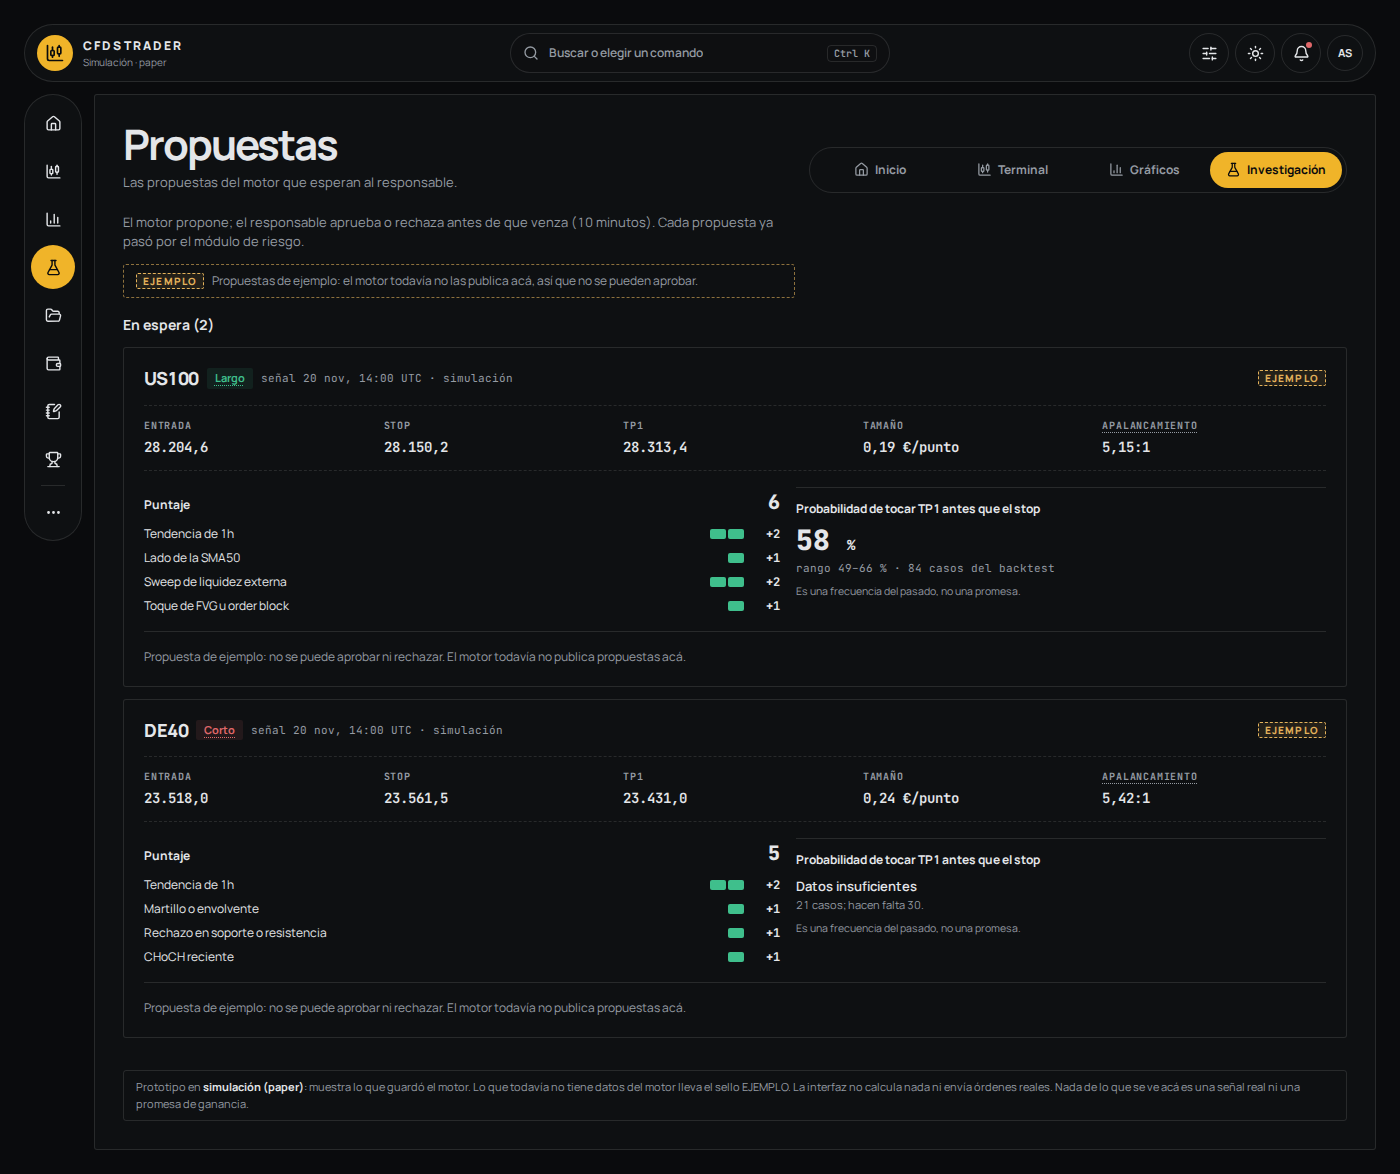 CFDSTRADER
Simulación · paper
Buscar o elegir un comando
Ctrl K
AS
Propuestas
Las propuestas del motor que esperan al responsable.
Inicio
Terminal
Gráficos
Investigación
El motor propone; el responsable aprueba o rechaza antes de que venza (10 minutos). Cada propuesta ya
pasó por el módulo de riesgo.
EJEMPLO Propuestas de ejemplo: el motor todavía no las publica acá, así que no se pueden aprobar.
En espera (2)
US100 Largo señal 20 nov, 14:00 UTC · simulación EJEMPLO
ENTRADA STOP TP1 TAMAÑO APALANCAMIENTO
28.204,6 28.150,2 28.313,4 0,19 €/punto 5,15:1
Puntaje 6
Tendencia de 1h +2
Lado de la SMA50 +1
Sweep de liquidez externa +2
Toque de FVG u order block +1
Probabilidad de tocar TP1 antes que el stop
58 %
rango 49–66 % · 84 casos del backtest
Es una frecuencia del pasado, no una promesa.
Propuesta de ejemplo: no se puede aprobar ni rechazar. El motor todavía no publica propuestas acá.
DE40 Corto señal 20 nov, 14:00 UTC · simulación EJEMPLO
ENTRADA STOP TP1 TAMAÑO APALANCAMIENTO
23.518,0 23.561,5 23.431,0 0,24 €/punto 5,42:1
Puntaje 5
Tendencia de 1h +2
Martillo o envolvente +1
Rechazo en soporte o resistencia +1
CHoCH reciente +1
Probabilidad de tocar TP1 antes que el stop
Datos insuficientes
21 casos; hacen falta 30.
Es una frecuencia del pasado, no una promesa.
Propuesta de ejemplo: no se puede aprobar ni rechazar. El motor todavía no publica propuestas acá.
Prototipo en simulación (paper): muestra lo que guardó el motor. Lo que todavía no tiene datos del motor lleva el sello EJEMPLO. La interfaz no calcula nada ni envía órdenes reales. Nada de lo que se ve acá es una señal real ni una
promesa de ganancia.